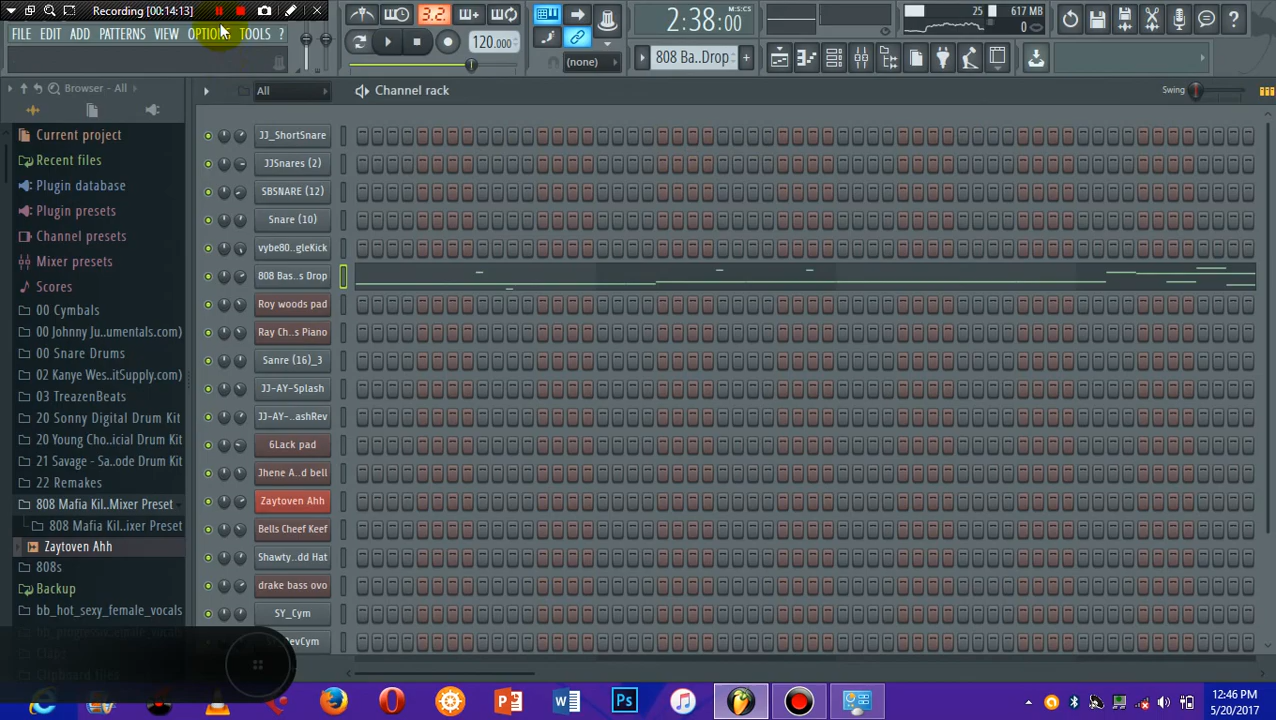 Recording [00:14:13]
FILE EDIT ADD PATTERNS VIEW OPTIONS TOOLS ?
3.2.
120.000
(none)
2:38:00
808 Ba..Drop
25
617 MB
0
Browser - All
All
Channel rack
Swing
Current project
Recent files
Plugin database
Plugin presets
Channel presets
Mixer presets
Scores
00 Cymbals
00 Johnny Ju..umentals.com)
00 Snare Drums
02 Kanye Wes..itSupply.com)
03 TreazenBeats
20 Sonny Digital Drum Kit
20 Young Cho..icial Drum Kit
21 Savage - Sa..ode Drum Kit
22 Remakes
808 Mafia Kil..Mixer Preset
808 Mafia Kil..ixer Preset
Zaytoven Ahh
808s
Backup
bb_hot_sexy_female_vocals
JJ_ShortSnare
JJSnares (2)
SBSNARE (12)
Snare (10)
vybe80..gleKick
808 Bas..s Drop
Roy woods pad
Ray Ch..s Piano
Sanre (16)_3
JJ-AY-Splash
JJ-AY-..ashRev
6Lack pad
Jhene A..d bell
Zaytoven Ahh
Bells Cheef Keef
Shawty..dd Hat
drake bass ovo
SY_Cym
RevCym
Ps
12:46 PM
5/20/2017